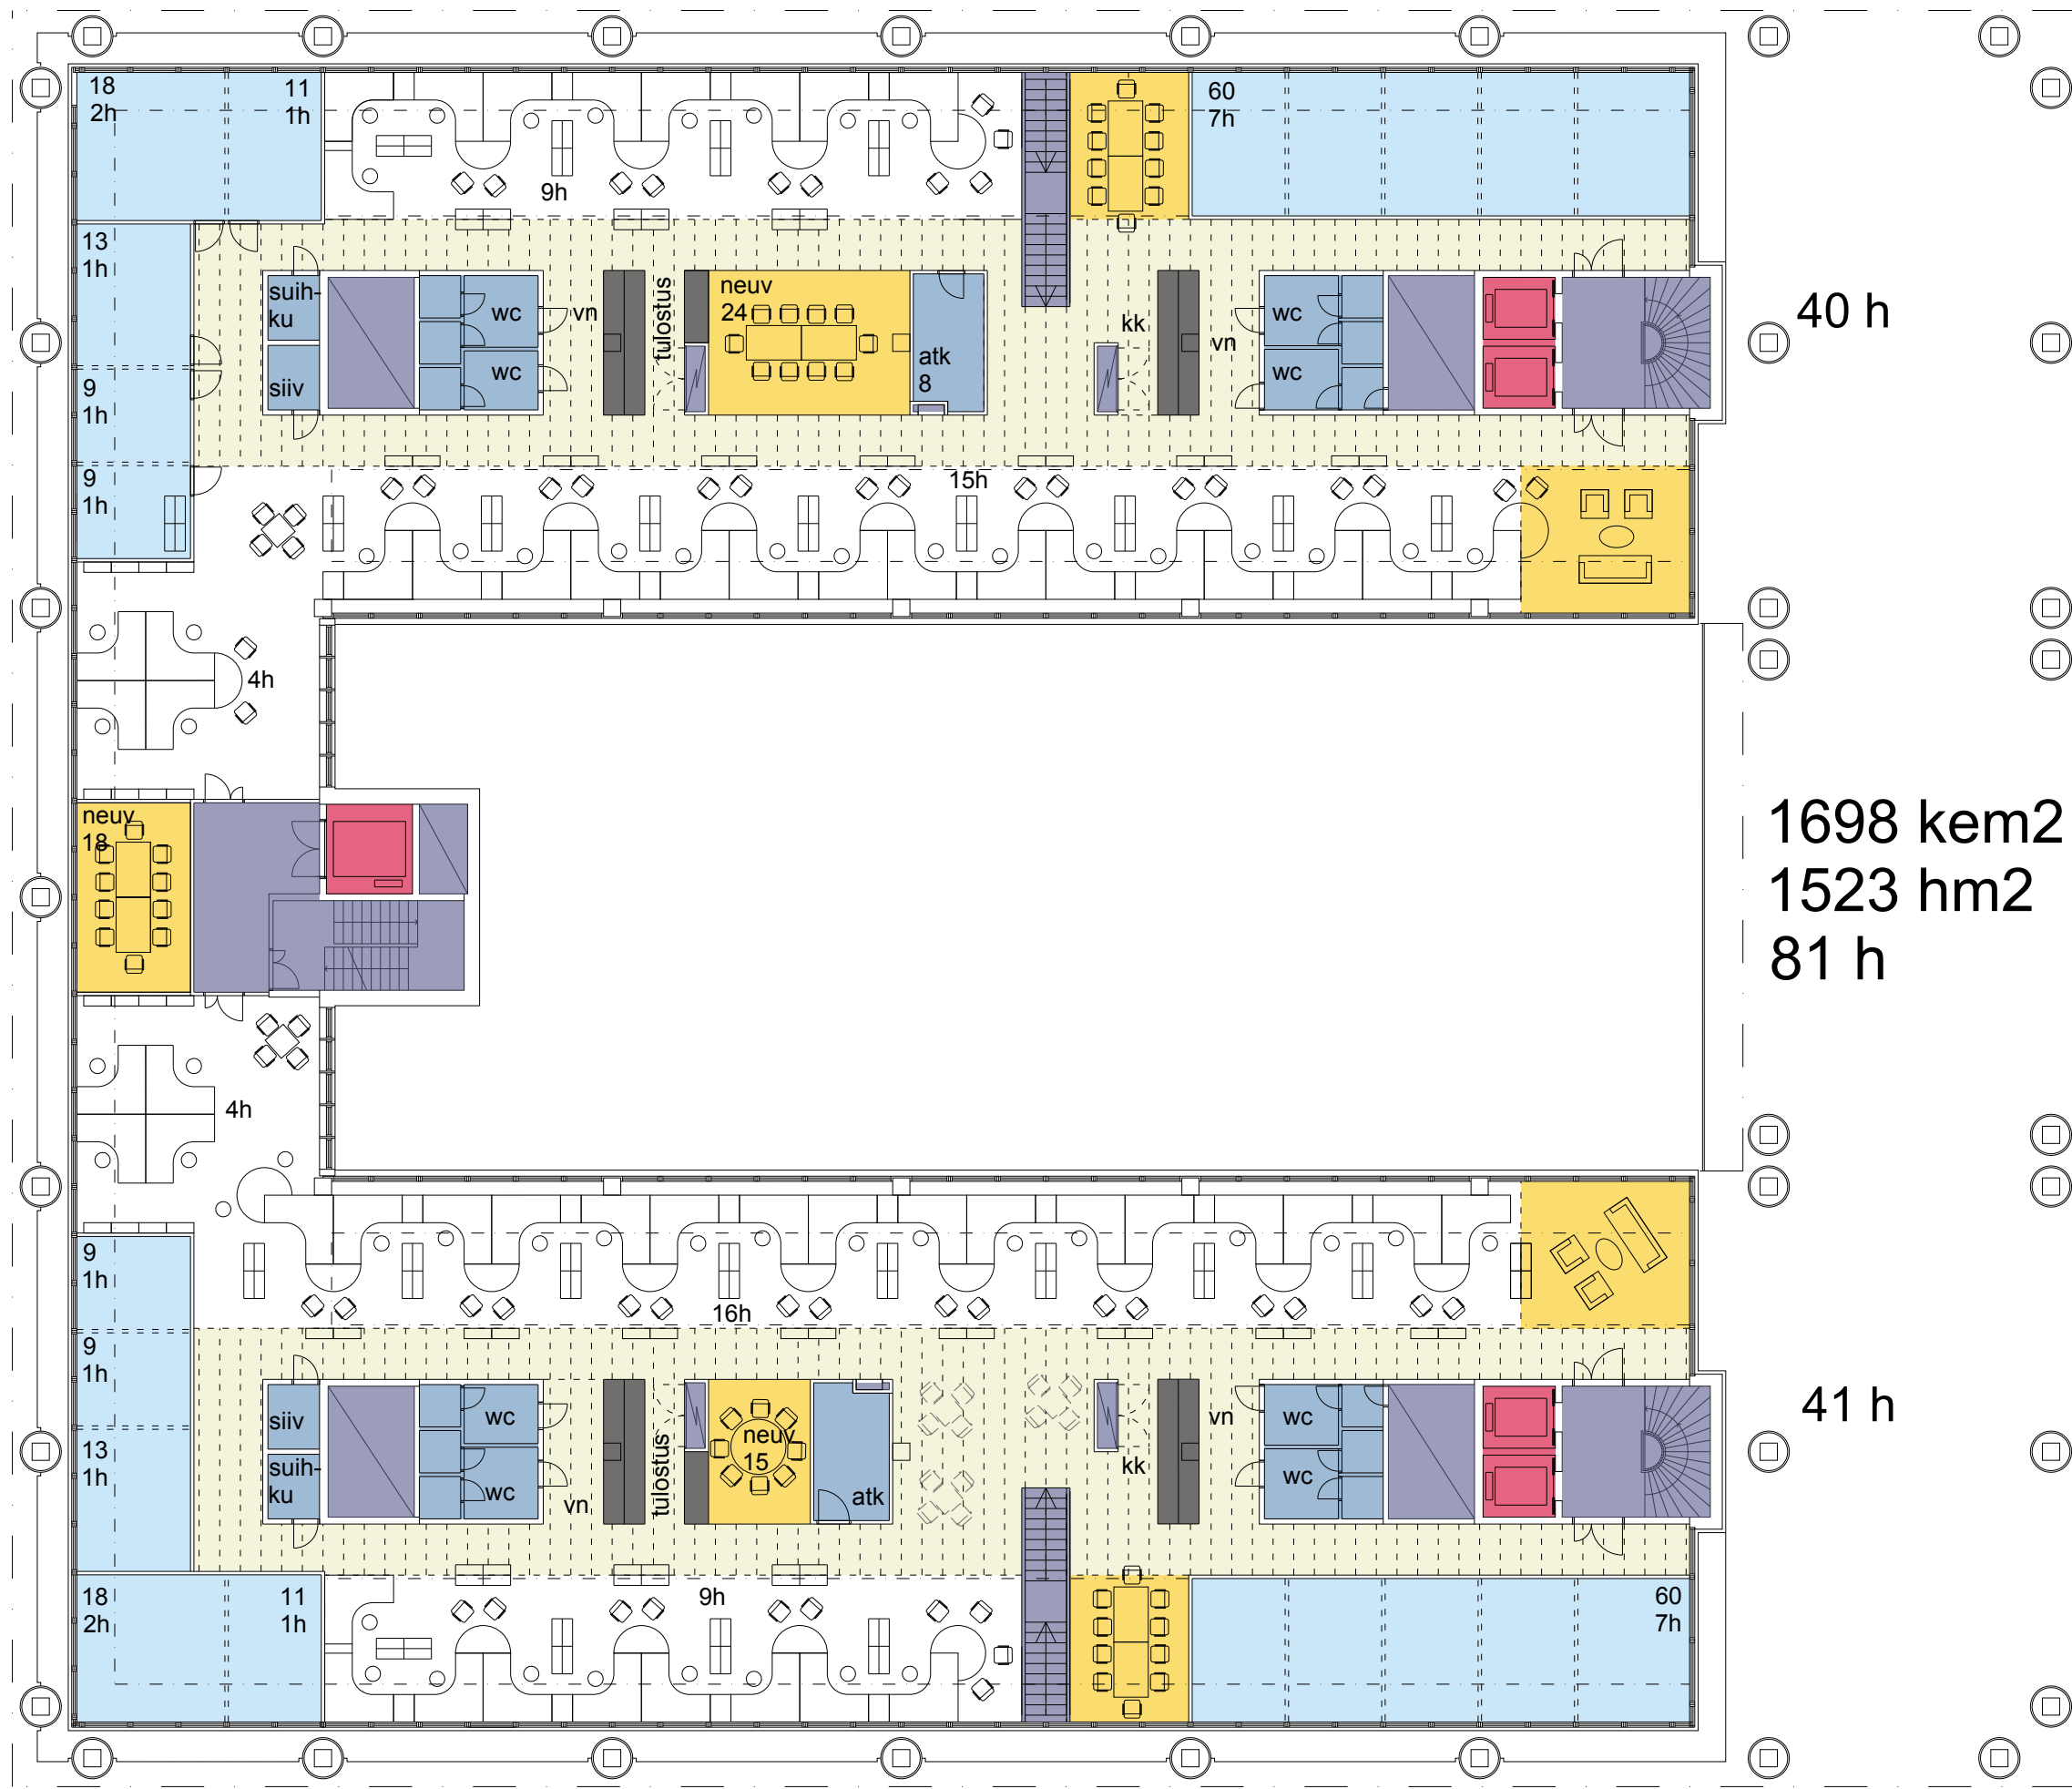 18
2h
11
1h
60
7h
9h
13
1h
suih-
ku
wc
vn
tulostus
neuv
24
kk
vn
wc
40 h
siiv
wc
atk
8
wc
9
1h
9
1h
15h
4h
neuv
18
1698 kem2
1523 hm2
81 h
4h
9
1h
16h
9
1h
siiv
wc
neuv
15
vn
wc
41 h
13
1h
suih-
ku
wc
vn
tulostus
atk
kk
wc
18
2h
11
1h
9h
60
7h